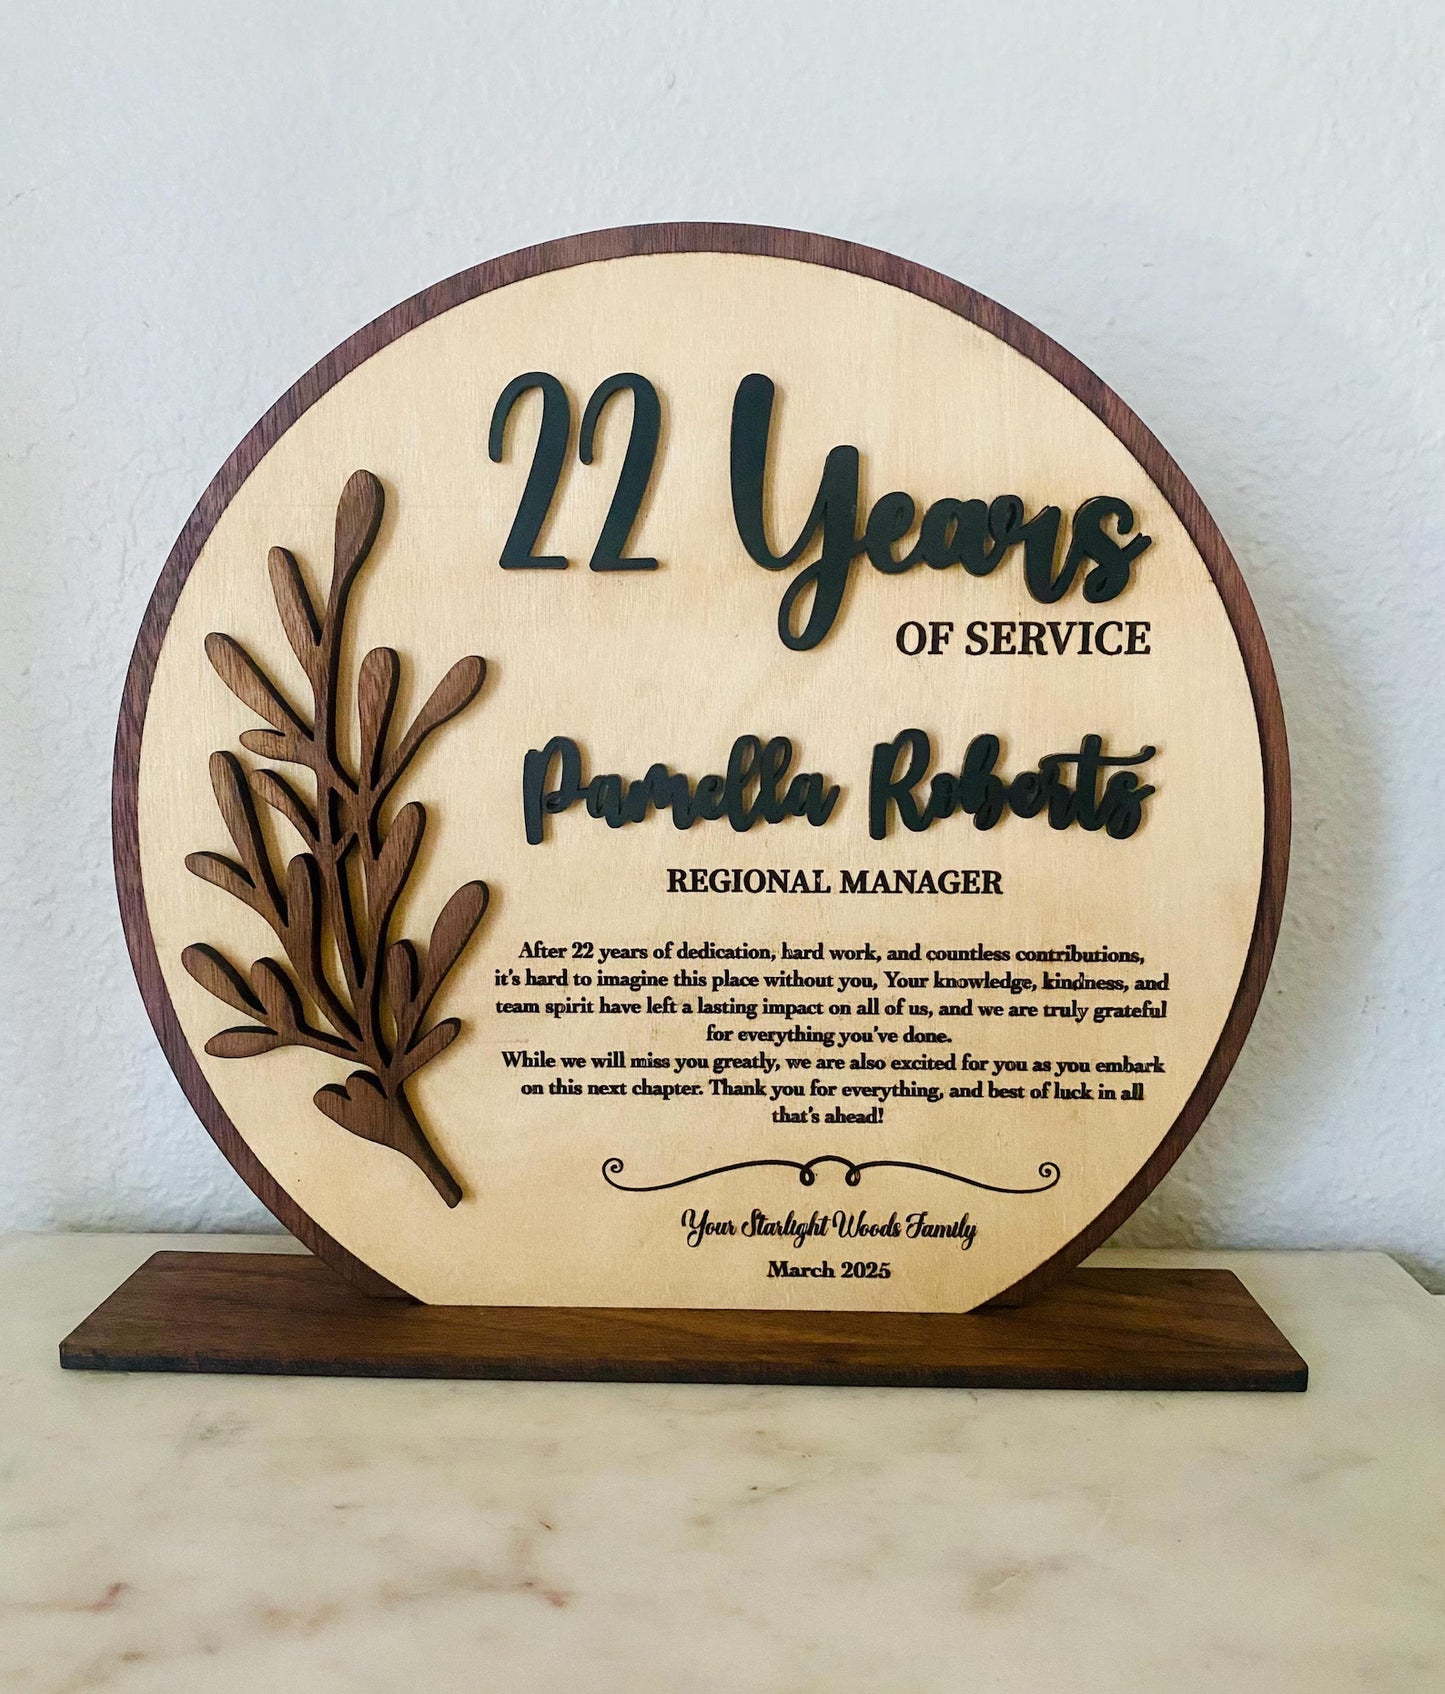 22 Years
OF SERVICE
Pamella Roberts
REGIONAL MANAGER
After 22 years of dedication, hard work, and countless contributions,
it's hard to imagine this place without you, Your knowledge, kindness, and
team spirit have left a lasting impact on all of us, and we are truly grateful
for everything you've done.
While we will miss you greatly, we are also excited for you as you embark
on this next chapter. Thank you for everything, and best of luck in all
that's ahead!
Your Starlight Woods Family
March 2025